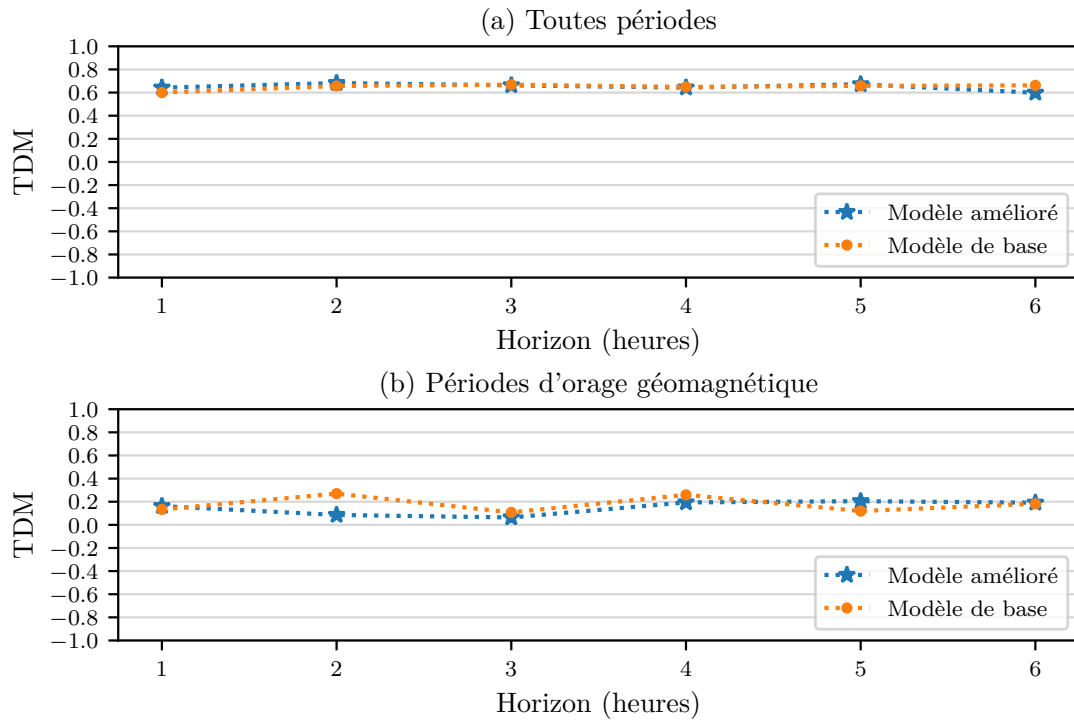 (a) Toutes périodes
1.0
0.8
0.6
0.4
0.2
0.0
−0.2
−0.4
−0.6
−0.8
−1.0
TDM
Modèle amélioré
Modèle de base
1 2 3 4 5 6
Horizon (heures)
(b) Périodes d'orage géomagnétique
1.0
0.8
0.6
0.4
0.2
0.0
−0.2
−0.4
−0.6
−0.8
−1.0
TDM
Modèle amélioré
Modèle de base
1 2 3 4 5 6
Horizon (heures)